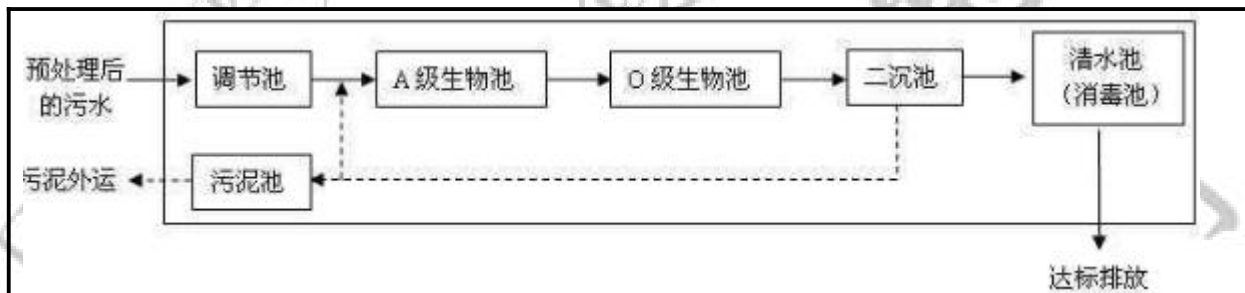 预处理后
的污水
调节池
A 级生物池
O 级生物池
二沉池
清水池
（消毒池）
污泥外运
污泥池
达标排放